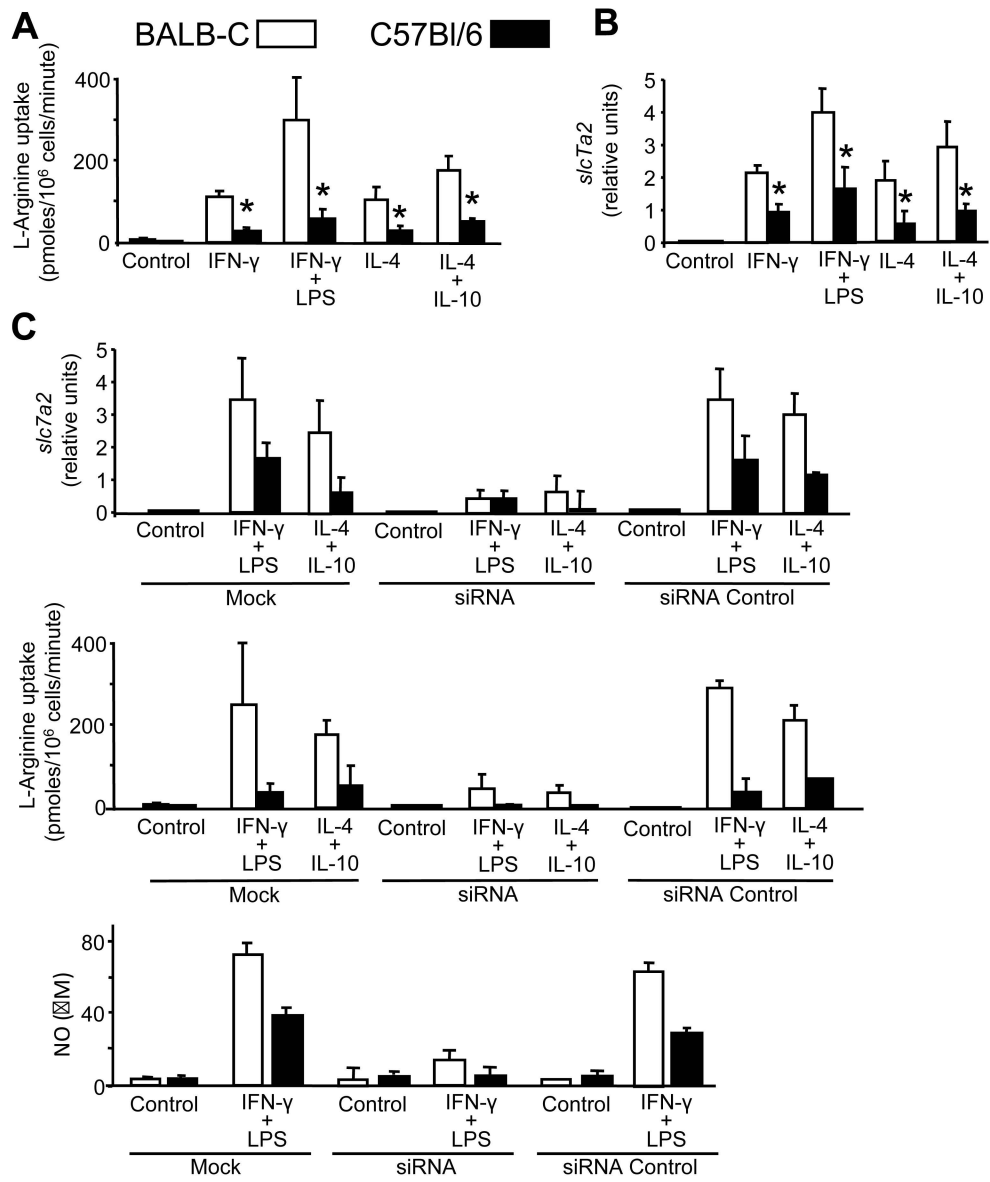 A
BALB-C C57Bl/6
B
L-Arginine uptake
(pmoles/10⁶ cells/minute)
400
200
0
Control IFN-γ IFN-γ IL-4 IL-4
+ +
LPS IL-10
slcTa2
(relative units)
5
4
3
2
1
0
* * * *
* * * *
Control IFN-γ IFN-γ IL-4 IL-4
+ +
LPS IL-10
C
slc7a2
(relative units)
5
4
3
2
1
0
Control IFN-γ IL-4 Control IFN-γ IL-4 Control IFN-γ IL-4
+ + + + + +
LPS IL-10 LPS IL-10 LPS IL-10
Mock siRNA siRNA Control
L-Arginine uptake
(pmoles/10⁶ cells/minute)
400
200
0
Control IFN-γ IL-4 Control IFN-γ IL-4 Control IFN-γ IL-4
+ + + + + +
LPS IL-10 LPS IL-10 LPS IL-10
Mock siRNA siRNA Control
NO (☒M)
80
40
0
Control IFN-γ Control IFN-γ Control IFN-γ
+ + +
LPS LPS LPS
Mock siRNA siRNA Control